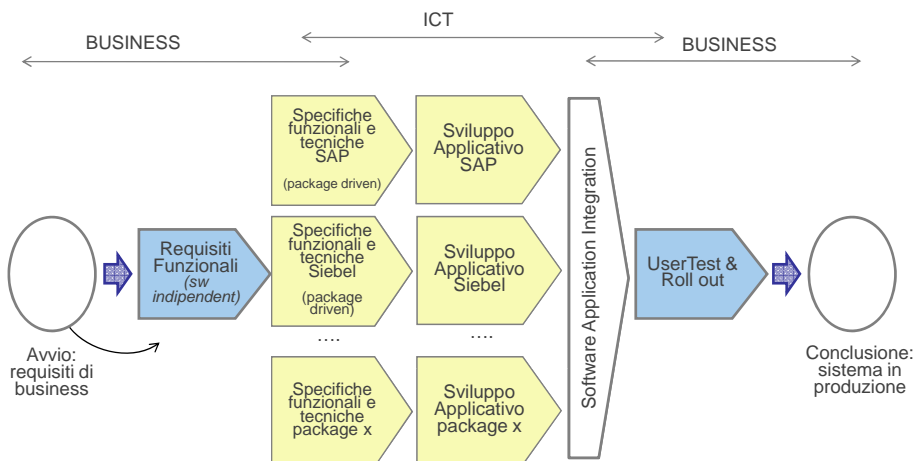 ICT
BUSINESS
BUSINESS
Specifiche
funzionali e
tecniche
SAP
(package driven)
Sviluppo
Applicativo
SAP
Requisiti
Funzionali
(sw
indipendent)
Specifiche
funzionali e
tecniche
Siebel
(package
driven)
Sviluppo
Applicativo
Siebel
Software Application Integration
UserTest &
Roll out
....
....
Avvio:
requisiti di
business
Specifiche
funzionali e
tecniche
package x
Sviluppo
Applicativo
package x
Conclusione:
sistema in
produzione